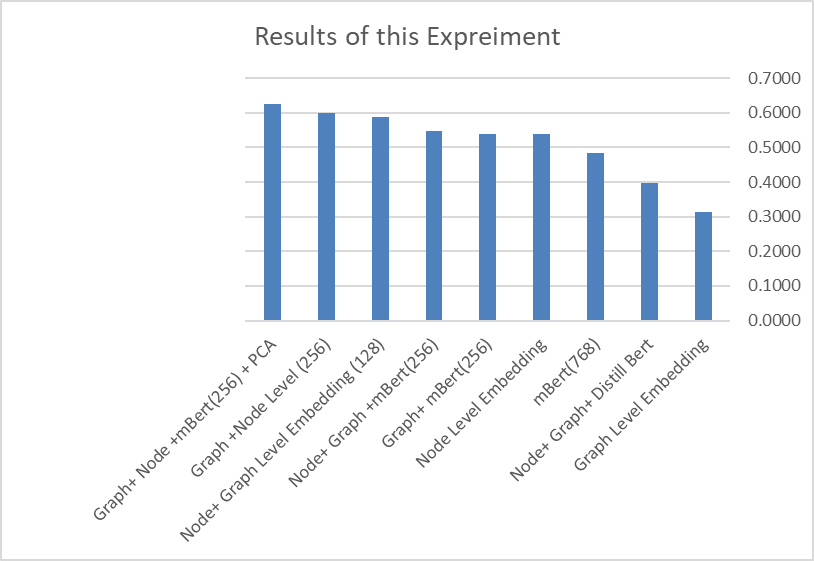 Results of this Expreiment
0.7000
0.6000
0.5000
0.4000
0.3000
0.2000
0.1000
0.0000
Graph+ Node +mBert(256) + PCA
Graph +Node Level (256)
Node+ Graph Level Embedding (128)
Node+ Graph +mBert(256)
Graph+ mBert(256)
Node Level Embedding
mBert(768)
Node+ Graph+ Distill Bert
Graph Level Embedding